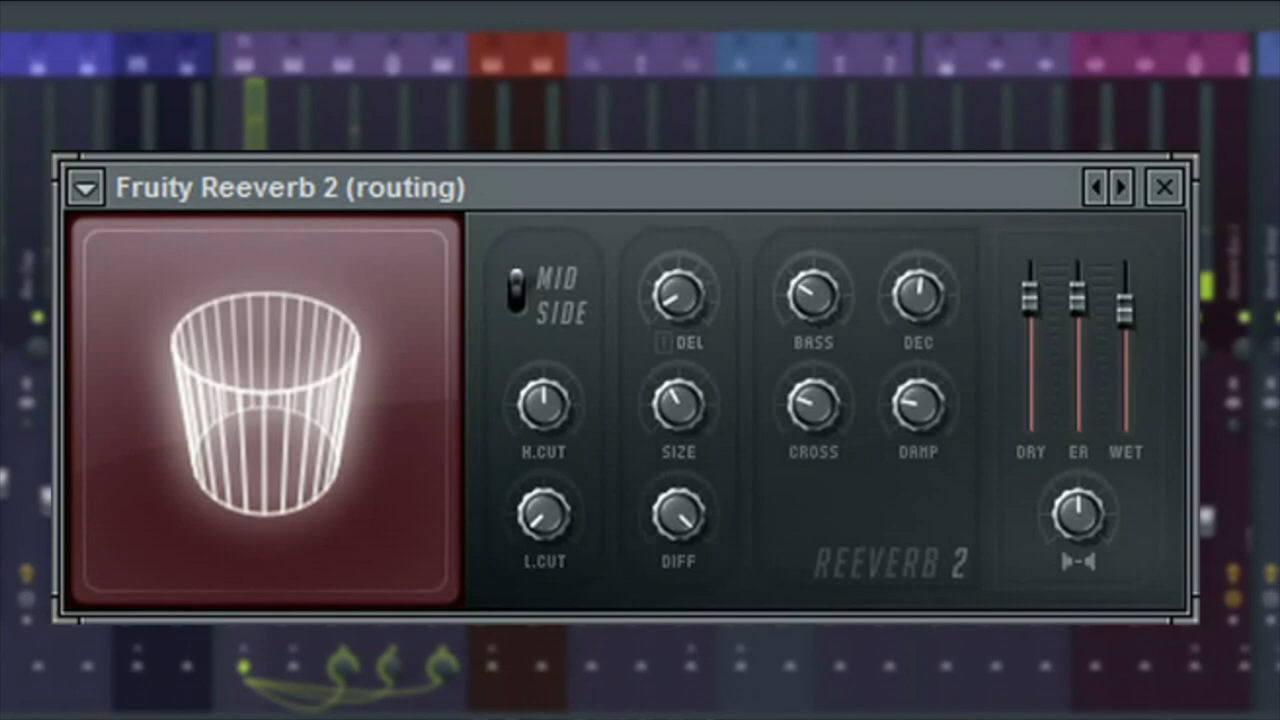 Fruity Reeverb 2 (routing)
MID
SIDE
DEL
BASS
DEC
H.CUT
SIZE
CROSS
DAMP
DRY
ER
WET
L.CUT
DIFF
REEVERB 2